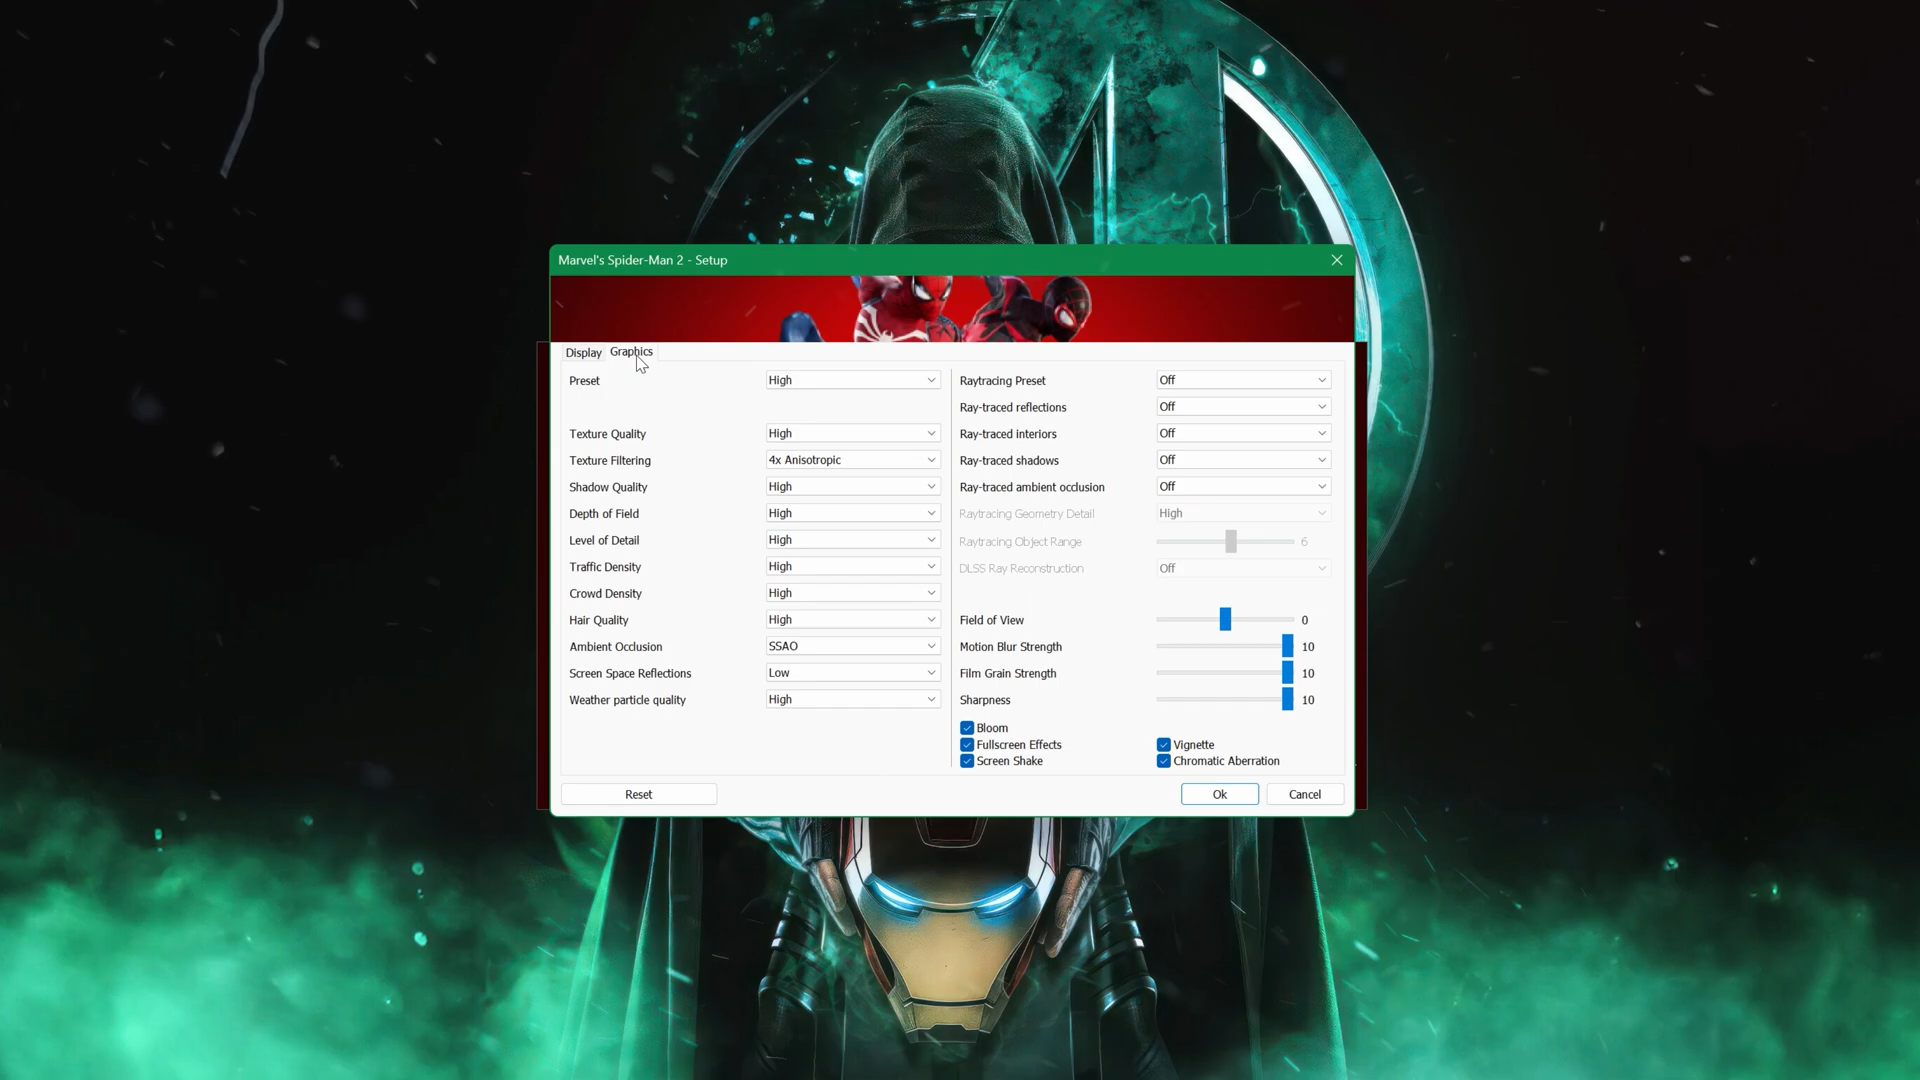 Marvel's Spider-Man 2 - Setup
Display Graphics
Preset High
Texture Quality High
Texture Filtering 4x Anisotropic
Shadow Quality High
Depth of Field High
Level of Detail High
Traffic Density High
Crowd Density High
Hair Quality High
Ambient Occlusion SSAO
Screen Space Reflections Low
Weather particle quality High
Raytracing Preset Off
Ray-traced reflections Off
Ray-traced interiors Off
Ray-traced shadows Off
Ray-traced ambient occlusion Off
Raytracing Geometry Detail High
Raytracing Object Range 6
DLSS Ray Reconstruction Off
Field of View 0
Motion Blur Strength 10
Film Grain Strength 10
Sharpness 10
Bloom
Fullscreen Effects Vignette
Screen Shake Chromatic Aberration
Reset Ok Cancel